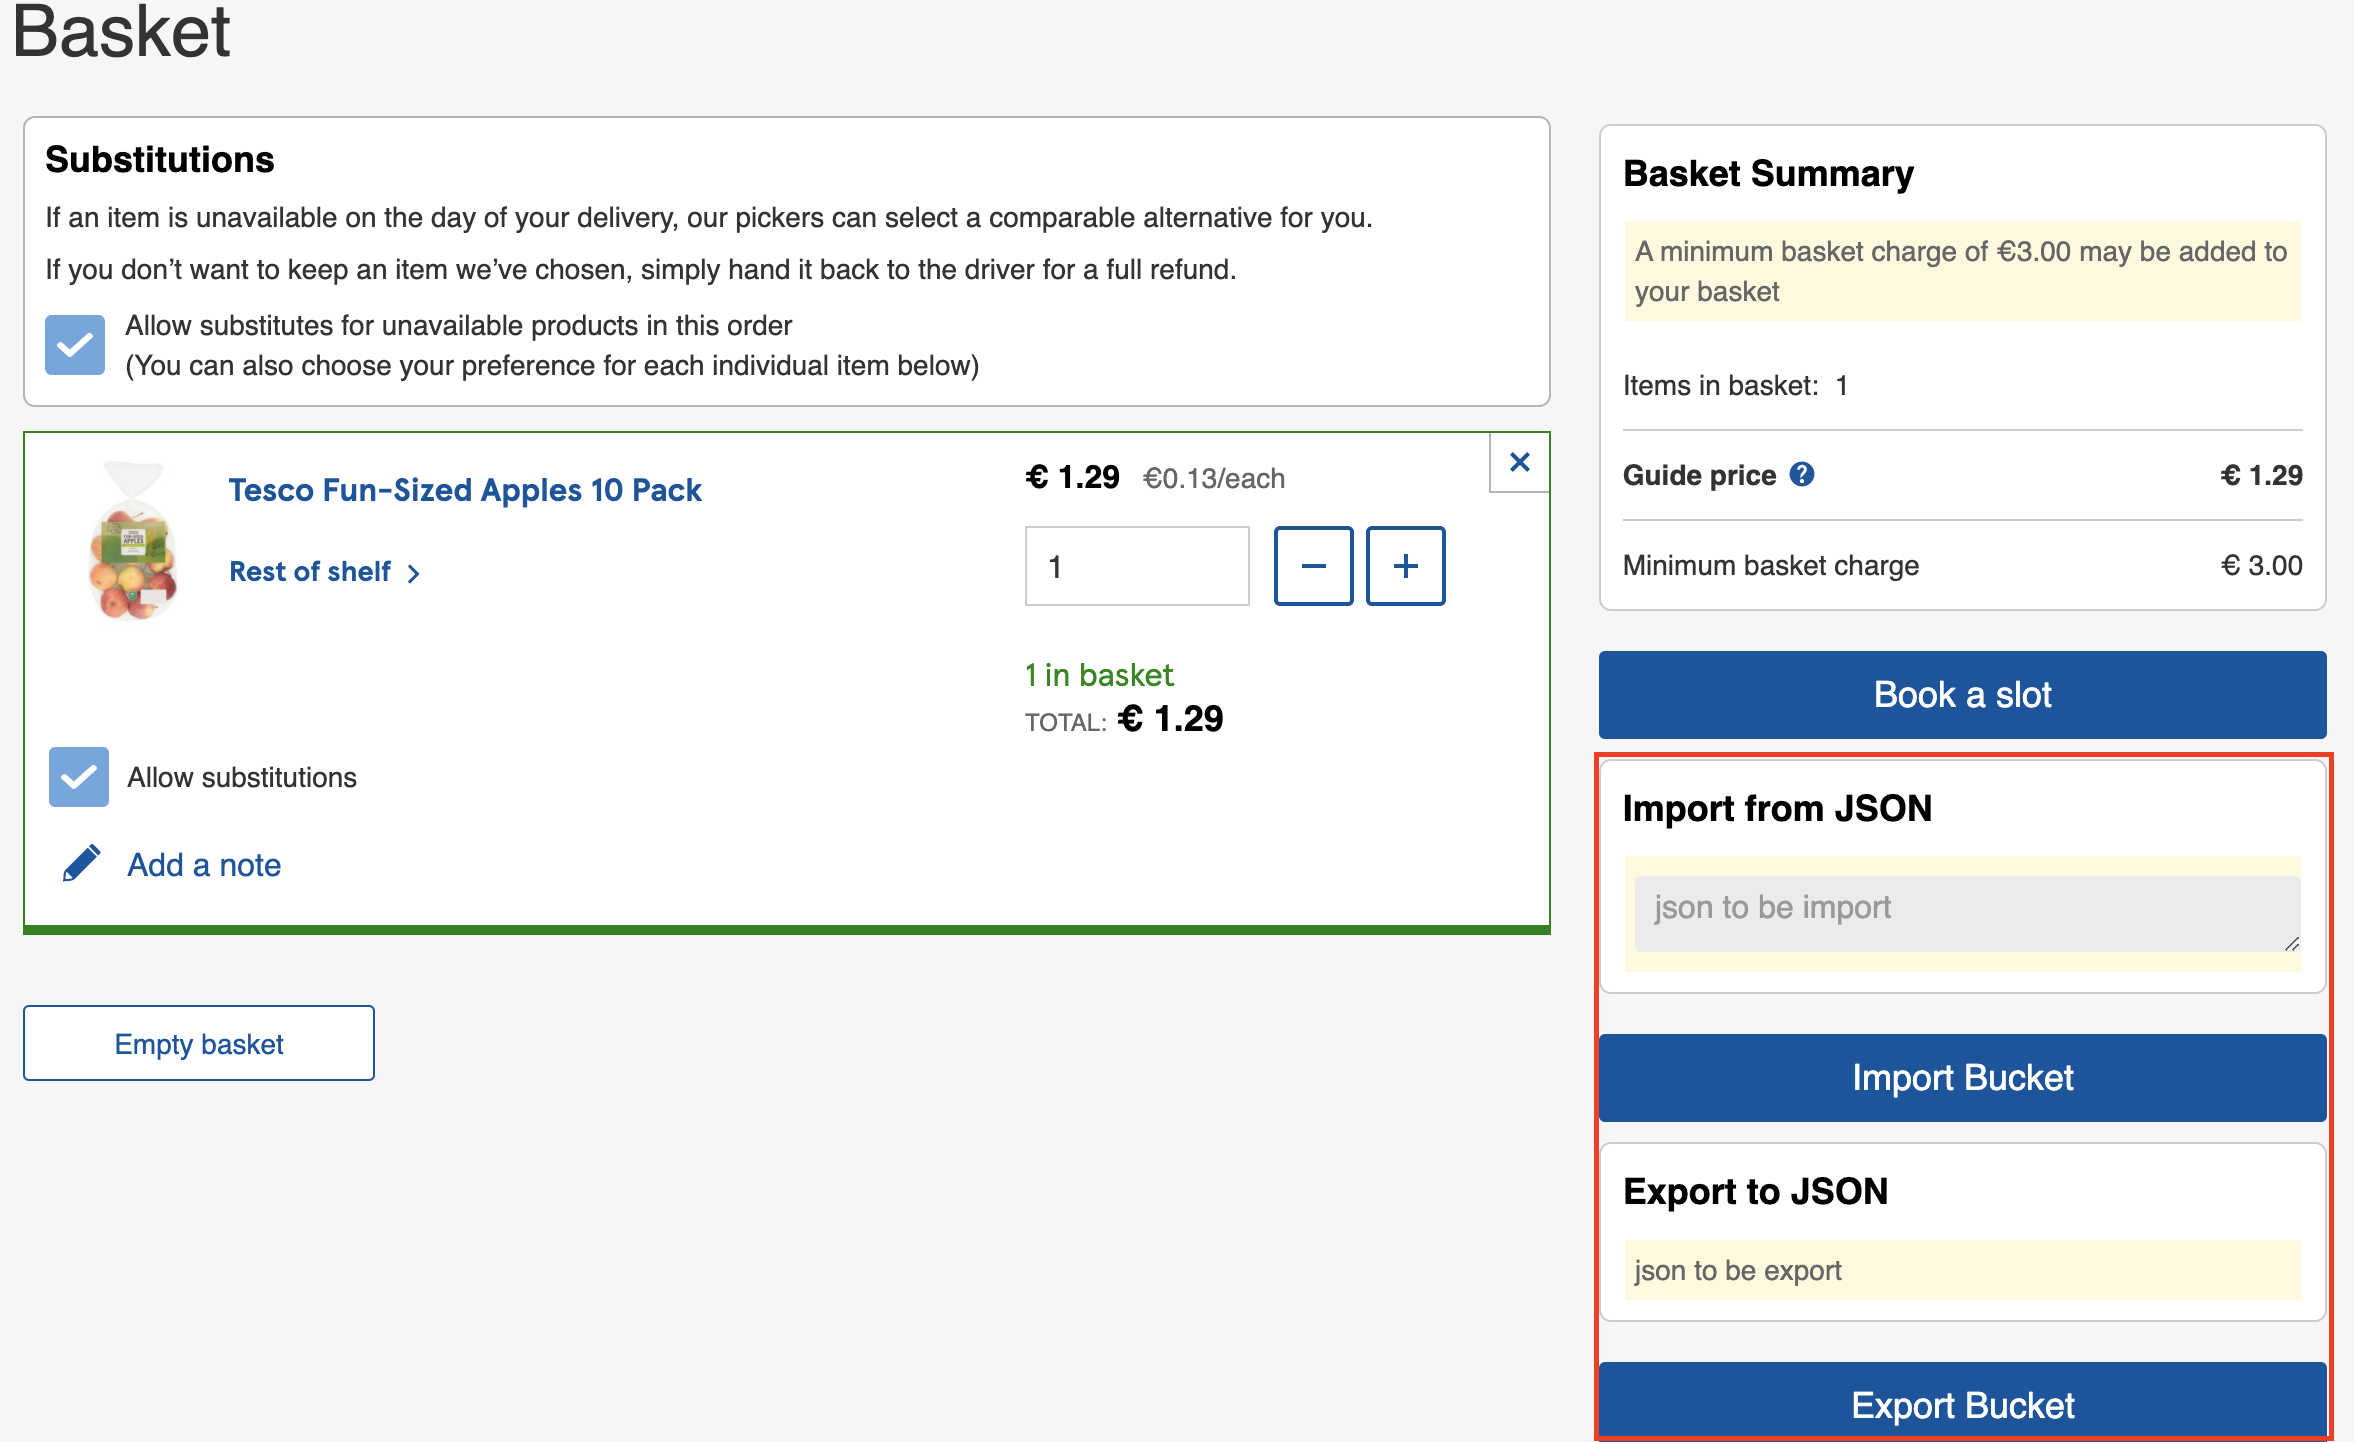 Basket
Substitutions
If an item is unavailable on the day of your delivery, our pickers can select a comparable alternative for you.
If you don’t want to keep an item we’ve chosen, simply hand it back to the driver for a full refund.
Allow substitutes for unavailable products in this order
(You can also choose your preference for each individual item below)
Tesco Fun-Sized Apples 10 Pack
Rest of shelf
€ 1.29 €0.13/each
1
1 in basket
TOTAL: € 1.29
Allow substitutions
Add a note
Empty basket
Basket Summary
A minimum basket charge of €3.00 may be added to
your basket
Items in basket: 1
Guide price ?
€ 1.29
Minimum basket charge
€ 3.00
Book a slot
Import from JSON
json to be import
Import Bucket
Export to JSON
json to be export
Export Bucket